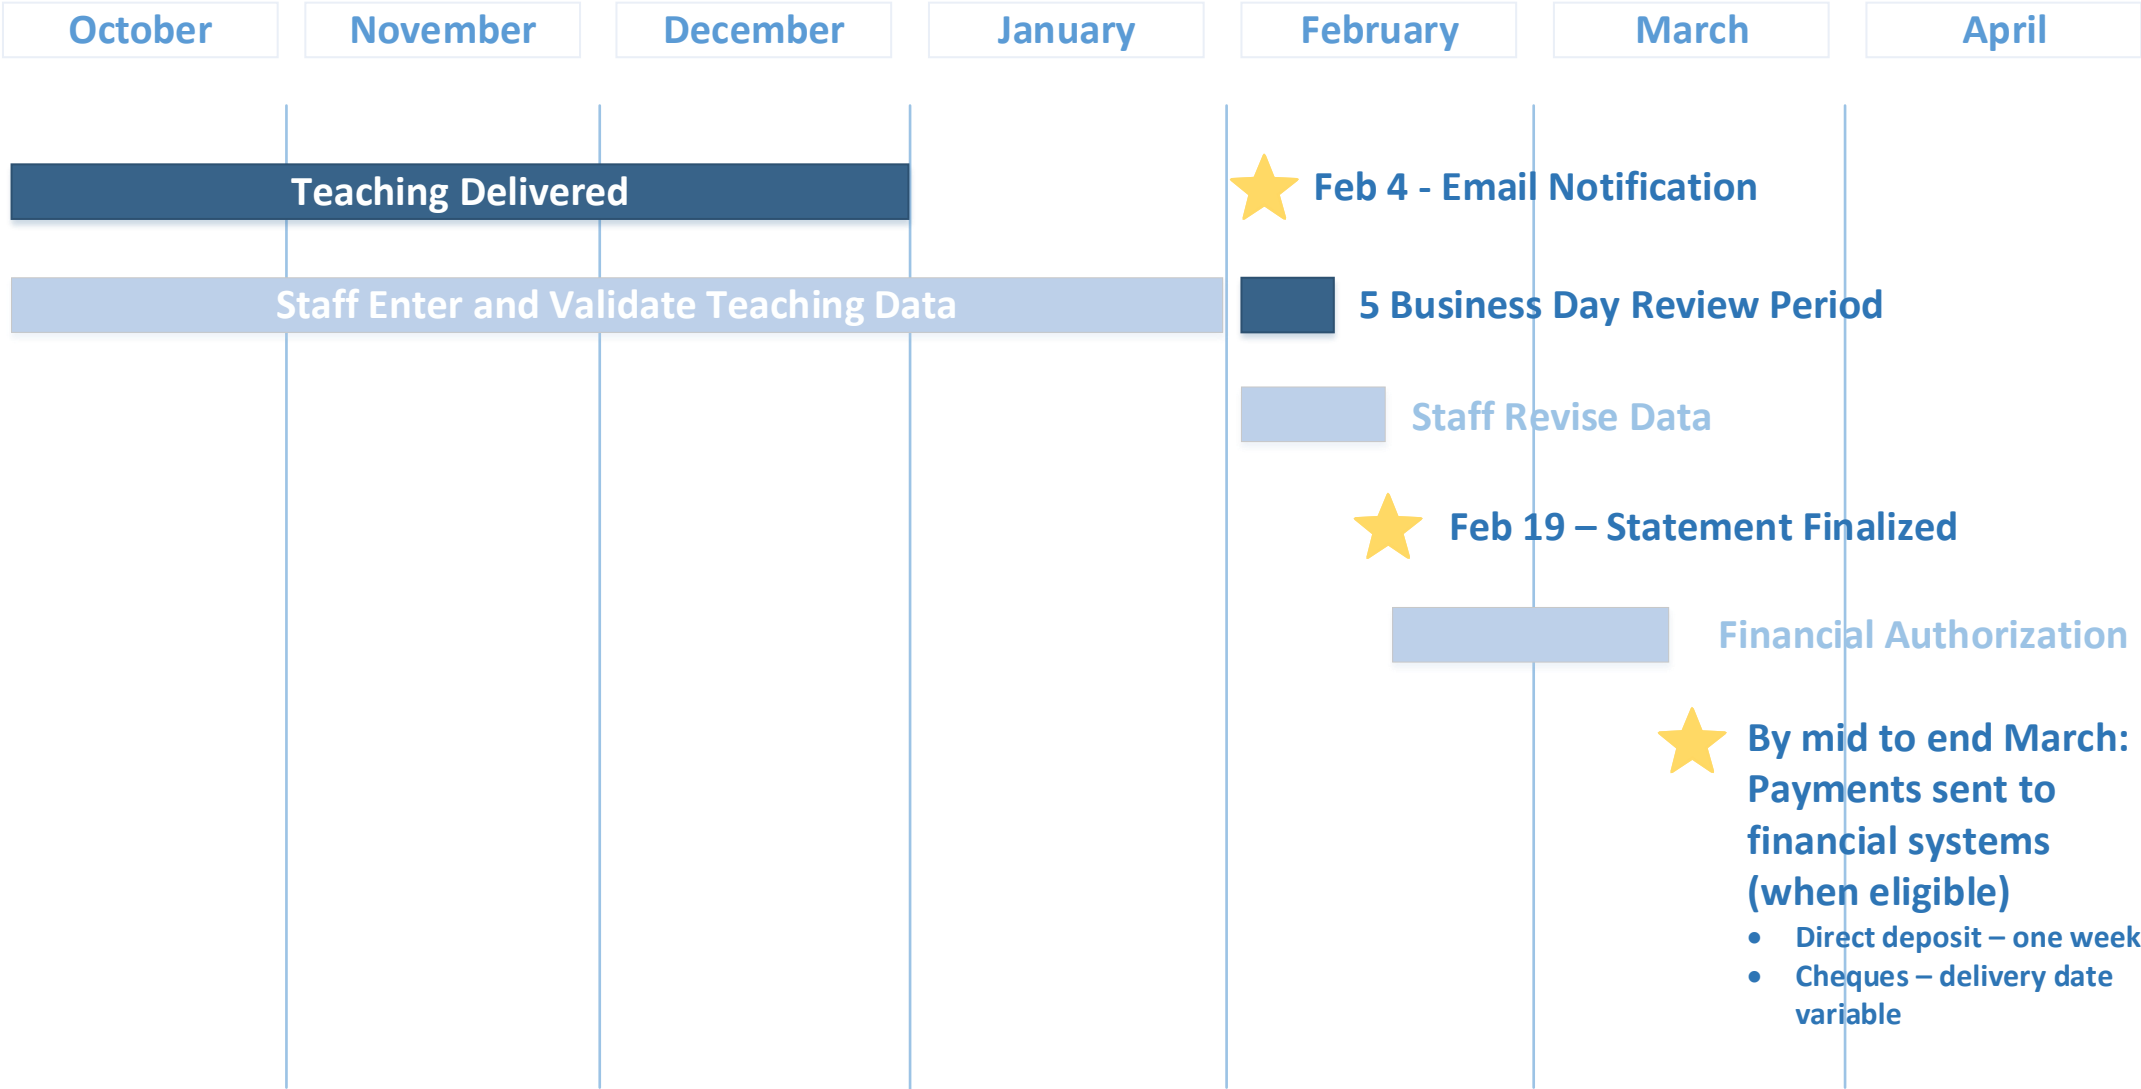 October
November
December
January
February
March
April
Teaching Delivered
Feb 4 - Email Notification
Staff Enter and Validate Teaching Data
5 Business Day Review Period
Staff Revise Data
Feb 19 – Statement Finalized
Financial Authorization
By mid to end March:
Payments sent to
financial systems
(when eligible)
• Direct deposit – one week
• Cheques – delivery date
variable